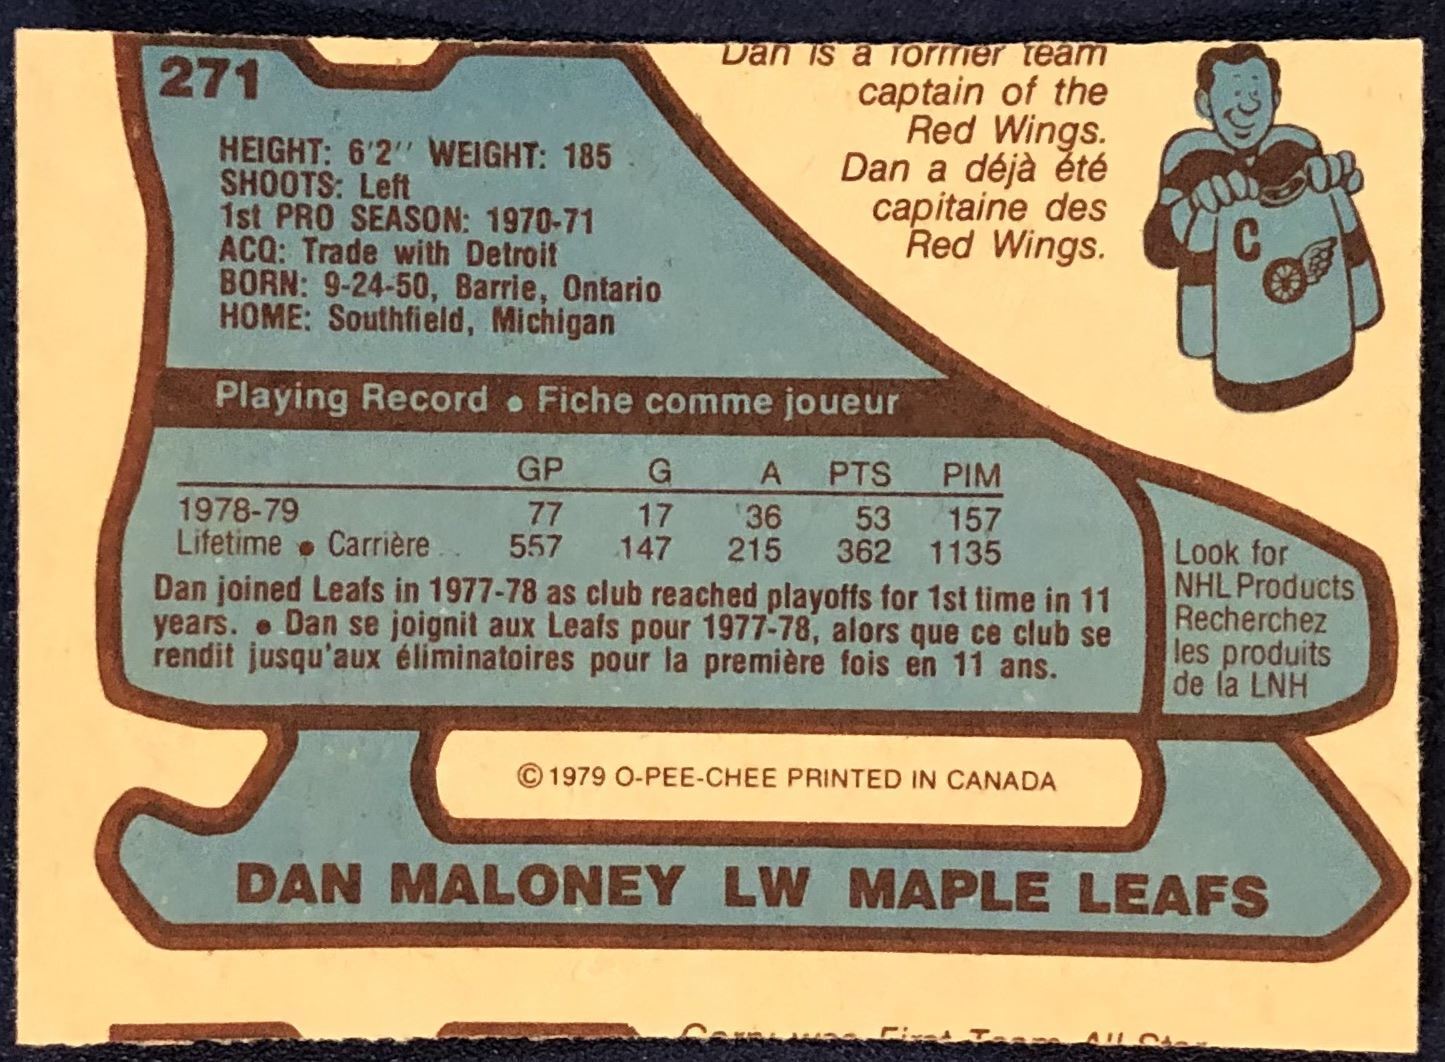 271
HEIGHT: 6'2'' WEIGHT: 185
SHOOTS: Left
1st PRO SEASON: 1970-71
ACQ: Trade with Detroit
BORN: 9-24-50, Barrie, Ontario
HOME: Southfield, Michigan
Dan is a former team
captain of the
Red Wings.
Dan a déjà été
capitaine des
Red Wings.
C
Playing Record • Fiche comme joueur
GP G A PTS PIM
1978-79 77 17 36 53 157
Lifetime • Carrière 557 147 215 362 1135
Dan joined Leafs in 1977-78 as club reached playoffs for 1st time in 11
years. • Dan se joignit aux Leafs pour 1977-78, alors que ce club se
rendit jusqu'aux éliminatoires pour la première fois en 11 ans.
Look for
NHL Products
Recherchez
les produits
de la LNH
© 1979 O-PEE-CHEE PRINTED IN CANADA
DAN MALONEY LW MAPLE LEAFS
was First Team All-Star